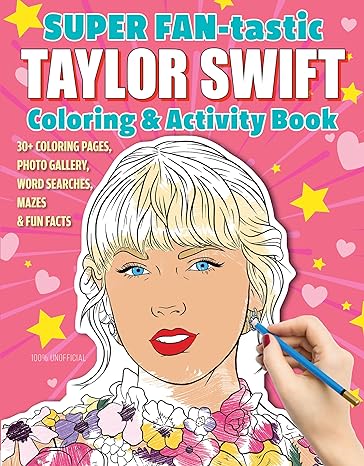 SUPER FAN-tastic
TAYLOR SWIFT
Coloring & Activity Book
30+ COLORING PAGES,
PHOTO GALLERY,
WORD SEARCHES,
MAZES
& FUN FACTS
100% UNOFFICIAL